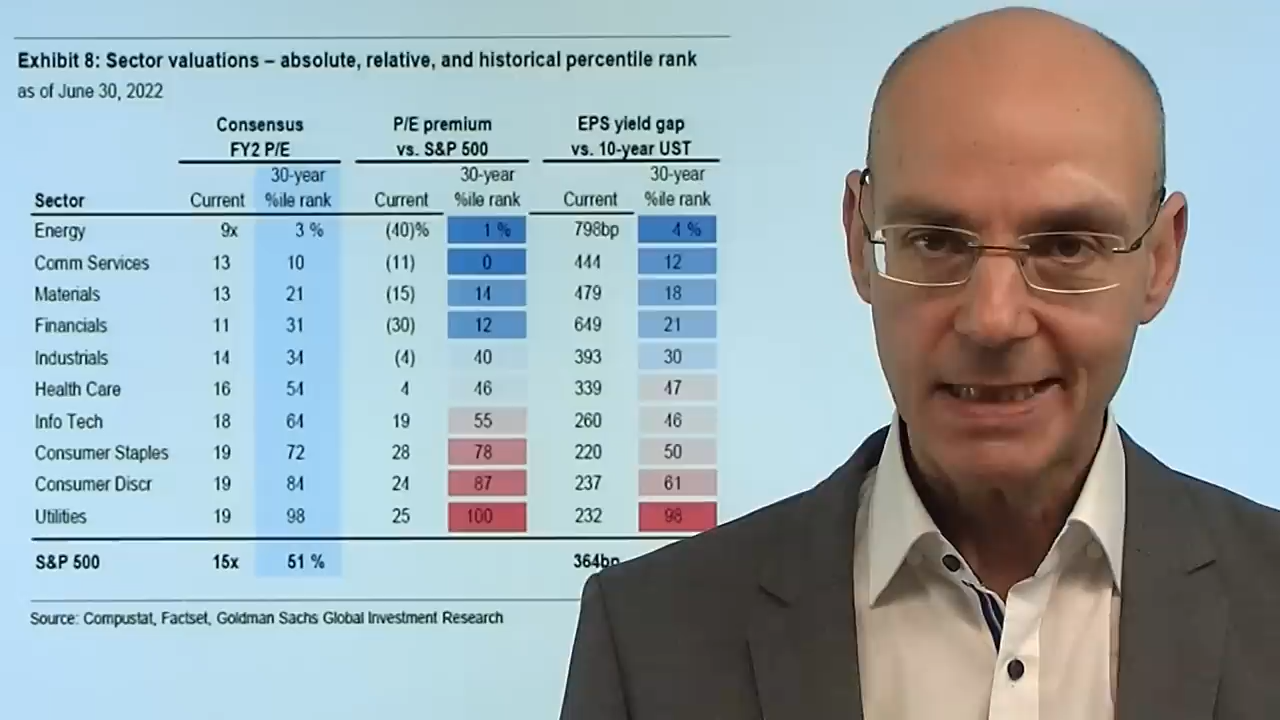 Exhibit 8: Sector valuations – absolute, relative, and historical percentile rank
as of June 30, 2022
Consensus P/E premium EPS yield gap
FY2 P/E vs. S&P 500 vs. 10-year UST
30-year 30-year 30-year
Sector Current %ile rank Current %ile rank Current %ile rank
Energy 9x 3 % (40)% 1 % 798bp 4 %
Comm Services 13 10 (11) 0 444 12
Materials 13 21 (15) 14 479 18
Financials 11 31 (30) 12 649 21
Industrials 14 34 (4) 40 393 30
Health Care 16 54 4 46 339 47
Info Tech 18 64 19 55 260 46
Consumer Staples 19 72 28 78 220 50
Consumer Discr 19 84 24 87 237 61
Utilities 19 98 25 100 232 98
S&P 500 15x 51 % 364bp
Source: Compustat, Factset, Goldman Sachs Global Investment Research